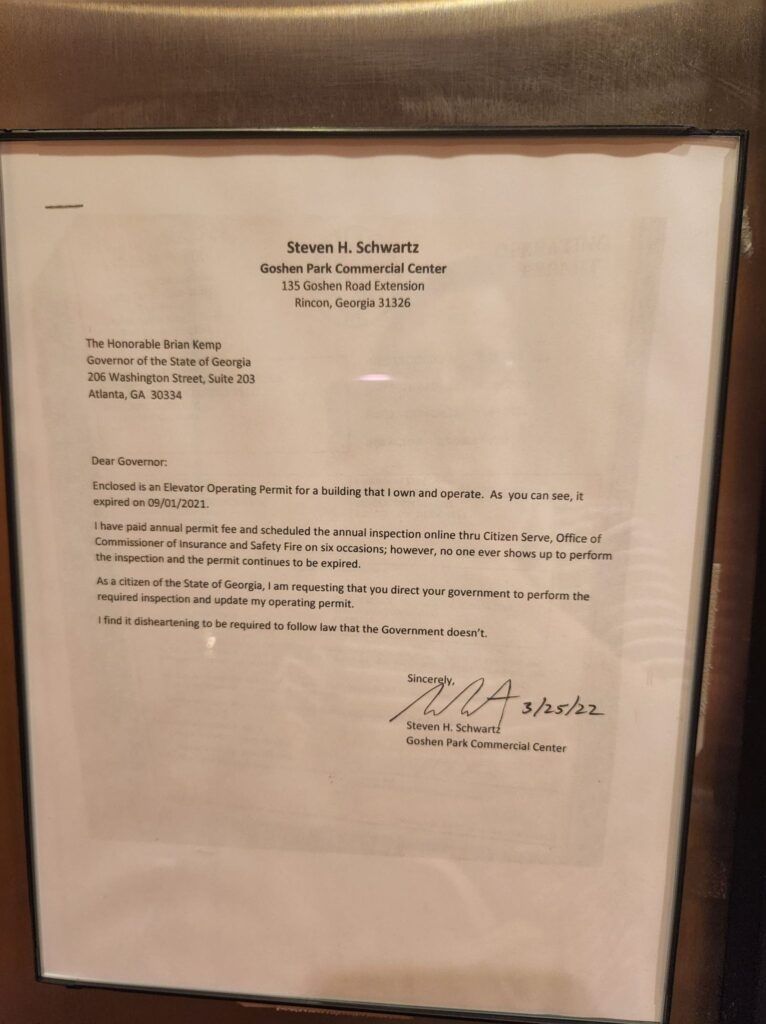 Steven H. Schwartz
Goshen Park Commercial Center
135 Goshen Road Extension
Rincon, Georgia 31326
The Honorable Brian Kemp
Governor of the State of Georgia
206 Washington Street, Suite 203
Atlanta, GA 30334
Dear Governor:
Enclosed is an Elevator Operating Permit for a building that I own and operate. As you can see, it
expired on 09/01/2021.
I have paid annual permit fee and scheduled the annual inspection online thru Citizen Serve, Office of
Commissioner of Insurance and Safety Fire on six occasions; however, no one ever shows up to perform
the inspection and the permit continues to be expired.
As a citizen of the State of Georgia, I am requesting that you direct your government to perform the
required inspection and update my operating permit.
I find it disheartening to be required to follow law that the Government doesn't.
Sincerely,
3/25/22
Steven H. Schwartz
Goshen Park Commercial Center